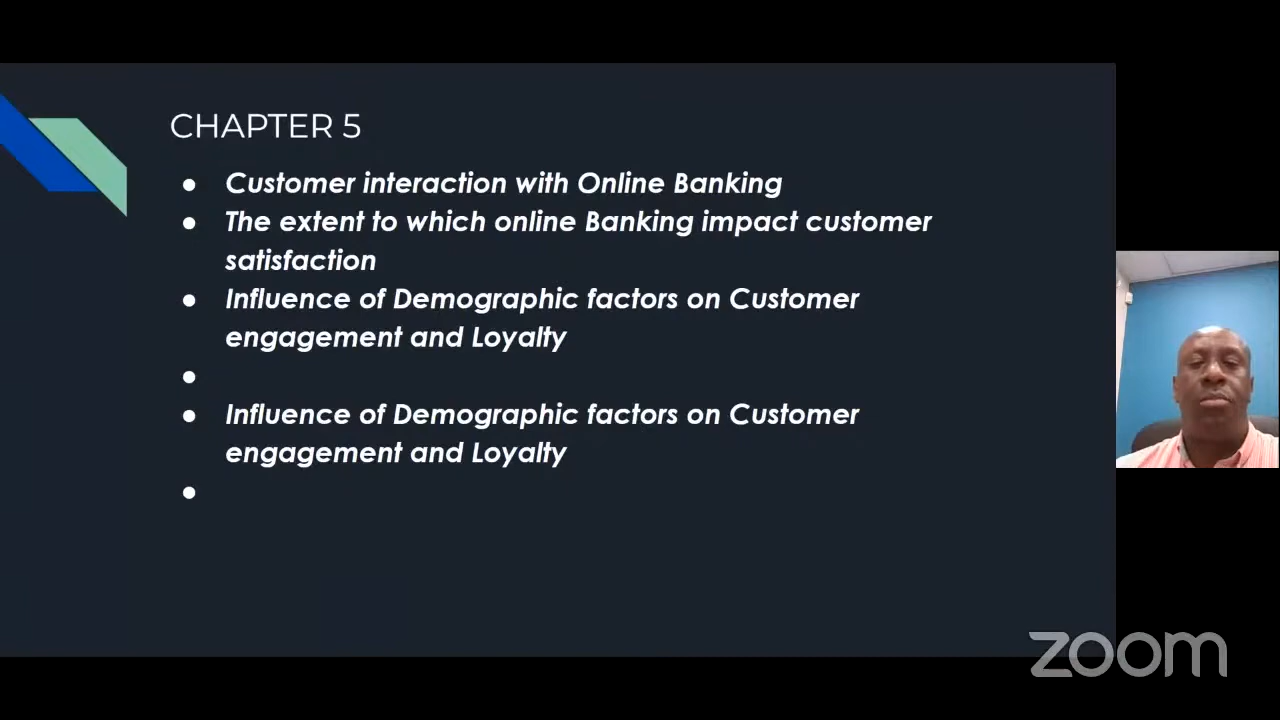 CHAPTER 5
● Customer interaction with Online Banking
● The extent to which online Banking impact customer
satisfaction
● Influence of Demographic factors on Customer
engagement and Loyalty
●
● Influence of Demographic factors on Customer
engagement and Loyalty
●
zoom